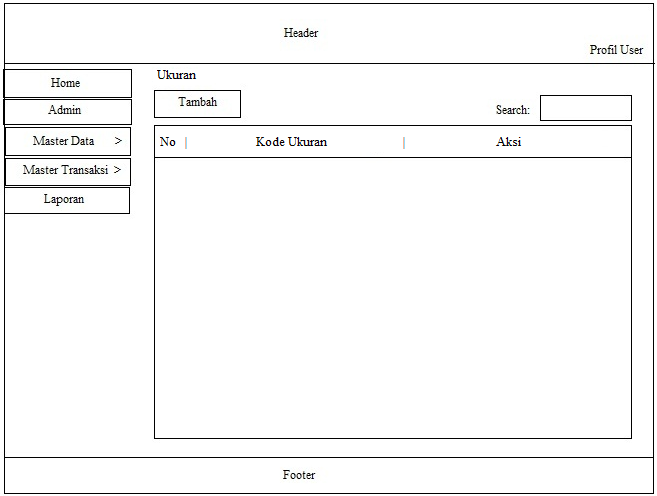 Header
Profil User
Home
Admin
Master Data >
Master Transaksi >
Laporan
Ukuran
Tambah
Search:
No | Kode Ukuran | Aksi
Footer